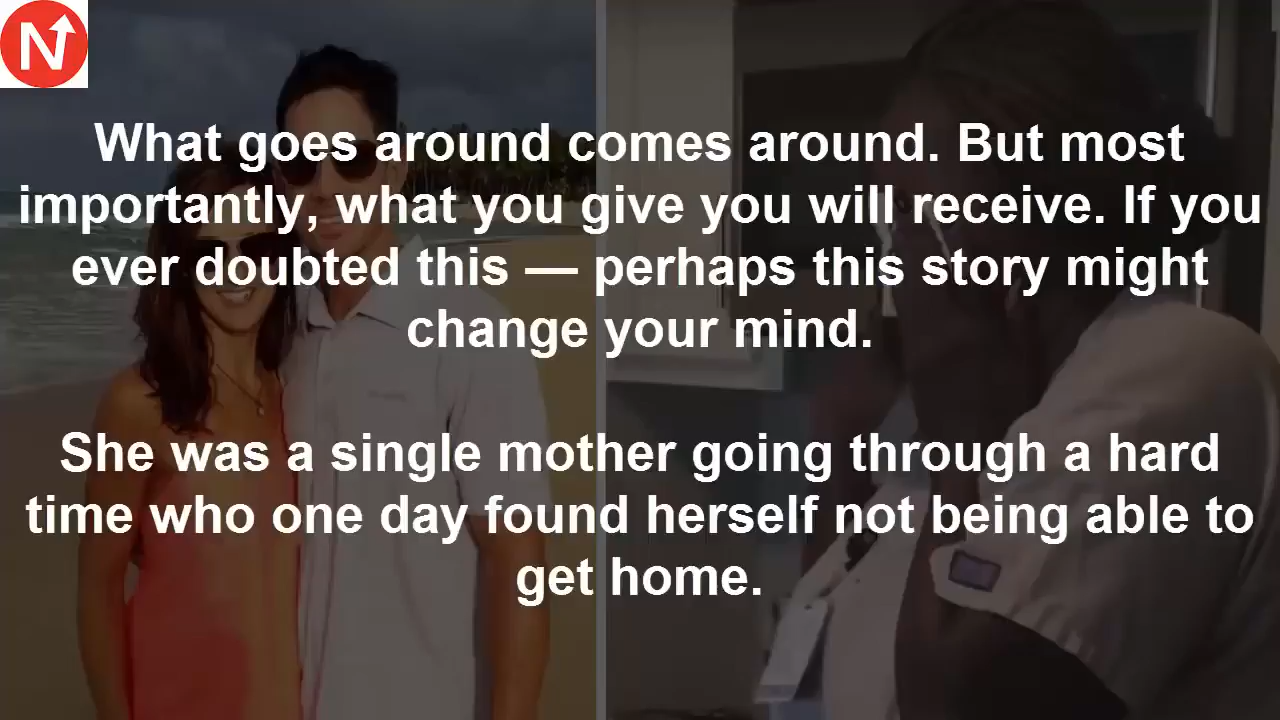 N
What goes around comes around. But most
importantly, what you give you will receive. If you
ever doubted this — perhaps this story might
change your mind.
She was a single mother going through a hard
time who one day found herself not being able to
get home.